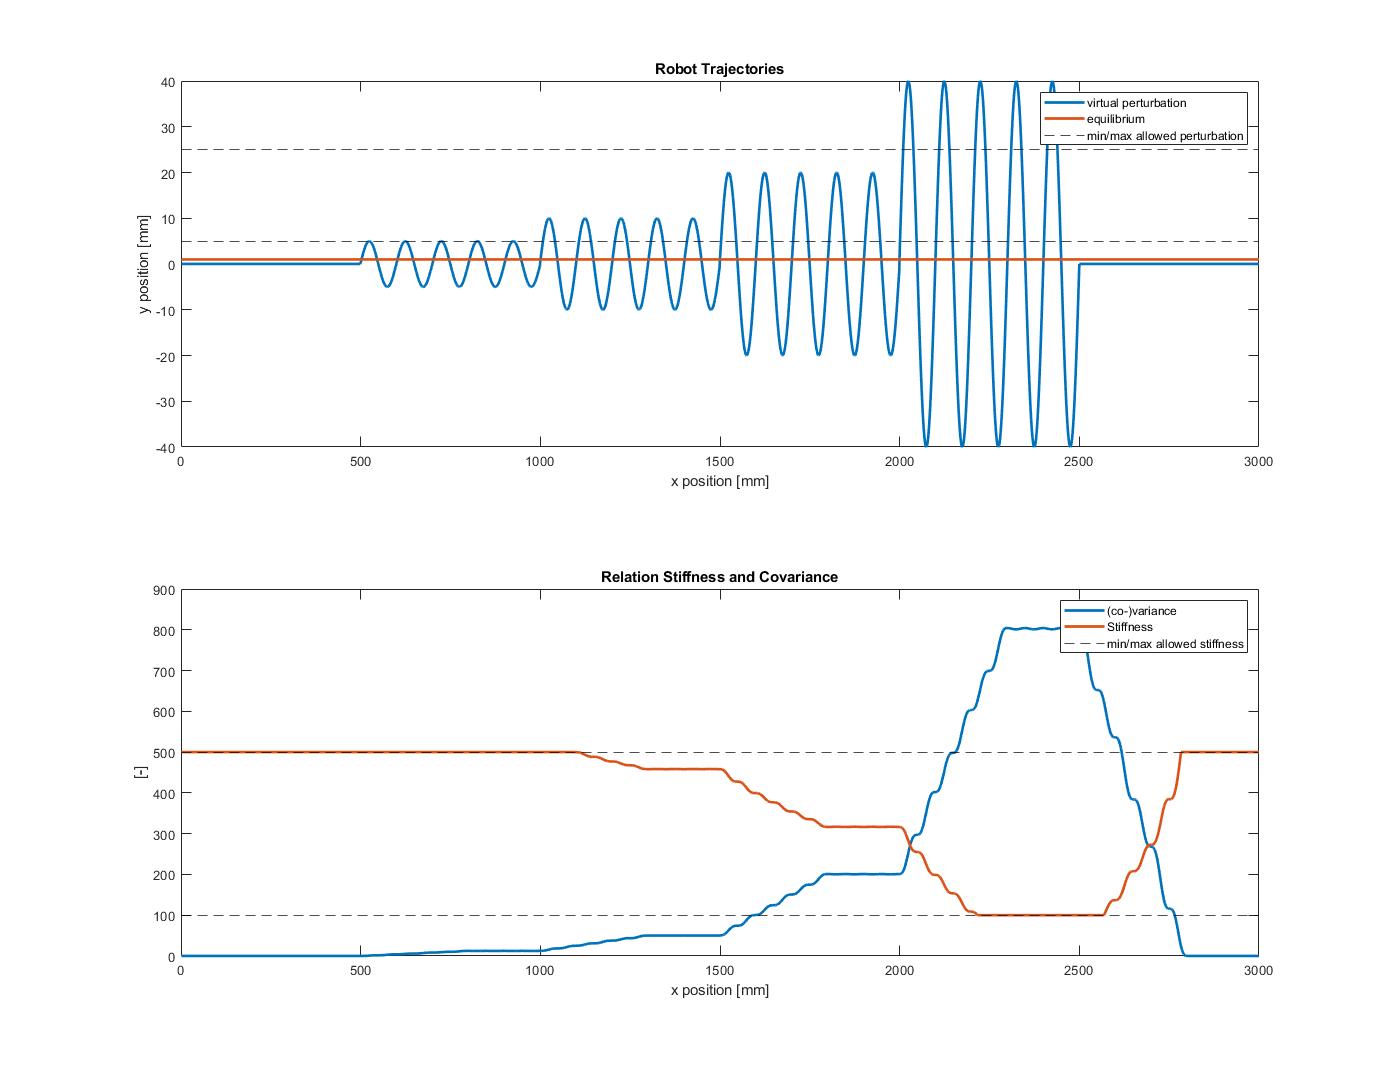 Robot Trajectories
40
30
20
10
0
-10
-20
-30
-40
y position [mm]
virtual perturbation
equilibrium
min/max allowed perturbation
0 500 1000 1500 2000 2500 3000
x position [mm]
Relation Stiffness and Covariance
900
800
700
600
500
400
300
200
100
0
[-]
(co-)variance
Stiffness
min/max allowed stiffness
0 500 1000 1500 2000 2500 3000
x position [mm]